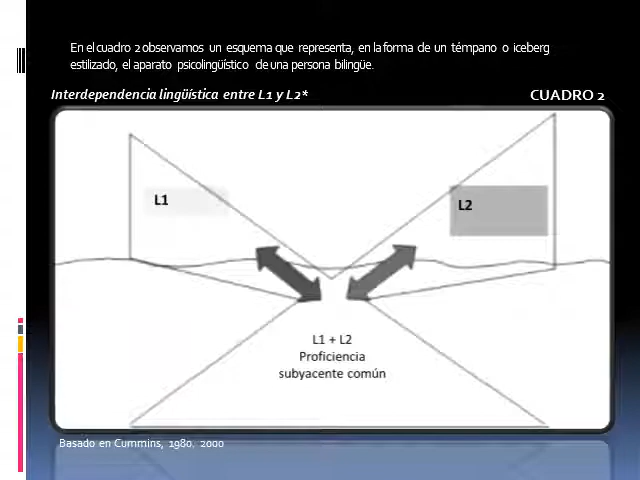 En el cuadro 2 observamos un esquema que representa, en la forma de un témpano o iceberg
estilizado, el aparato psicolingüístico de una persona bilingüe.
Interdependencia lingüística entre L1 y L2*
CUADRO 2
L1
L2
L1 + L2
Proficiencia
subyacente común
Basado en Cummins, 1980. 2000